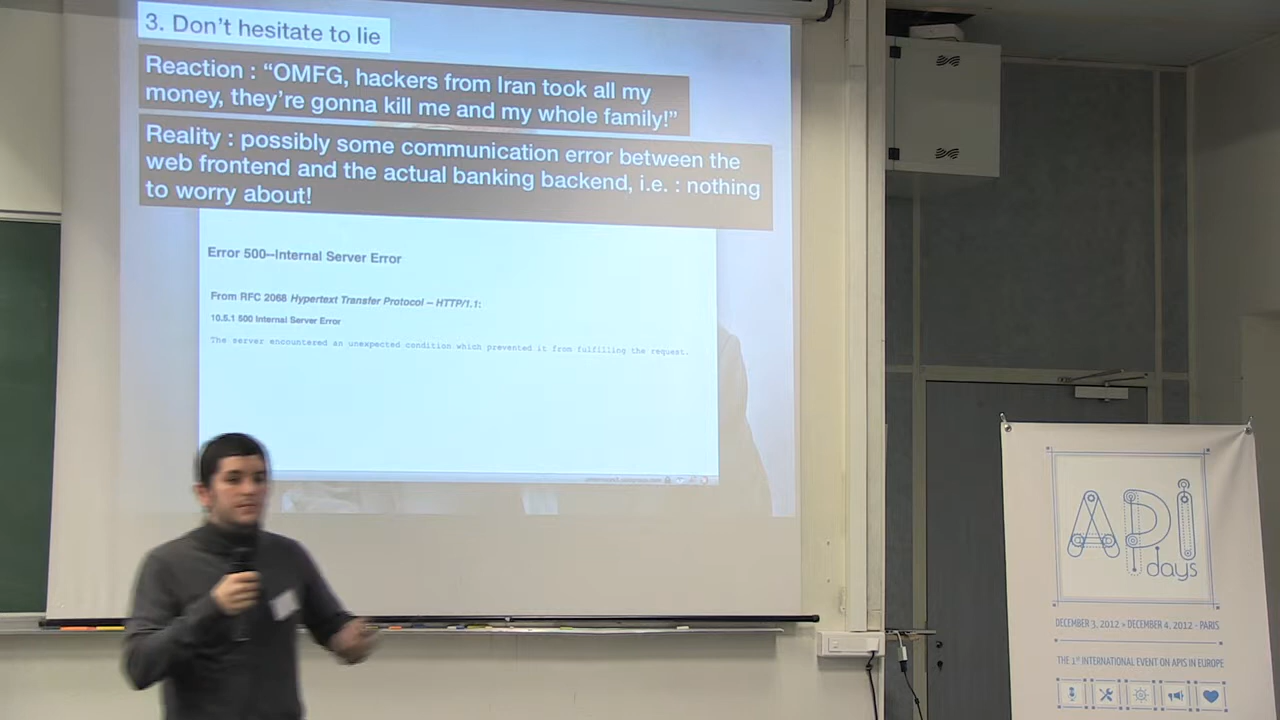 3. Don't hesitate to lie
Reaction : “OMFG, hackers from Iran took all my
money, they're gonna kill me and my whole family!”
Reality : possibly some communication error between the
web frontend and the actual banking backend, i.e. : nothing
to worry about!
Error 500--Internal Server Error
From RFC 2068 Hypertext Transfer Protocol -- HTTP/1.1:
10.5.1 500 Internal Server Error
The server encountered an unexpected condition which prevented it from fulfilling the request.
API
days
DECEMBER 3, 2012 > DECEMBER 4, 2012 - PARIS
THE 1ST INTERNATIONAL EVENT ON APIS IN EUROPE